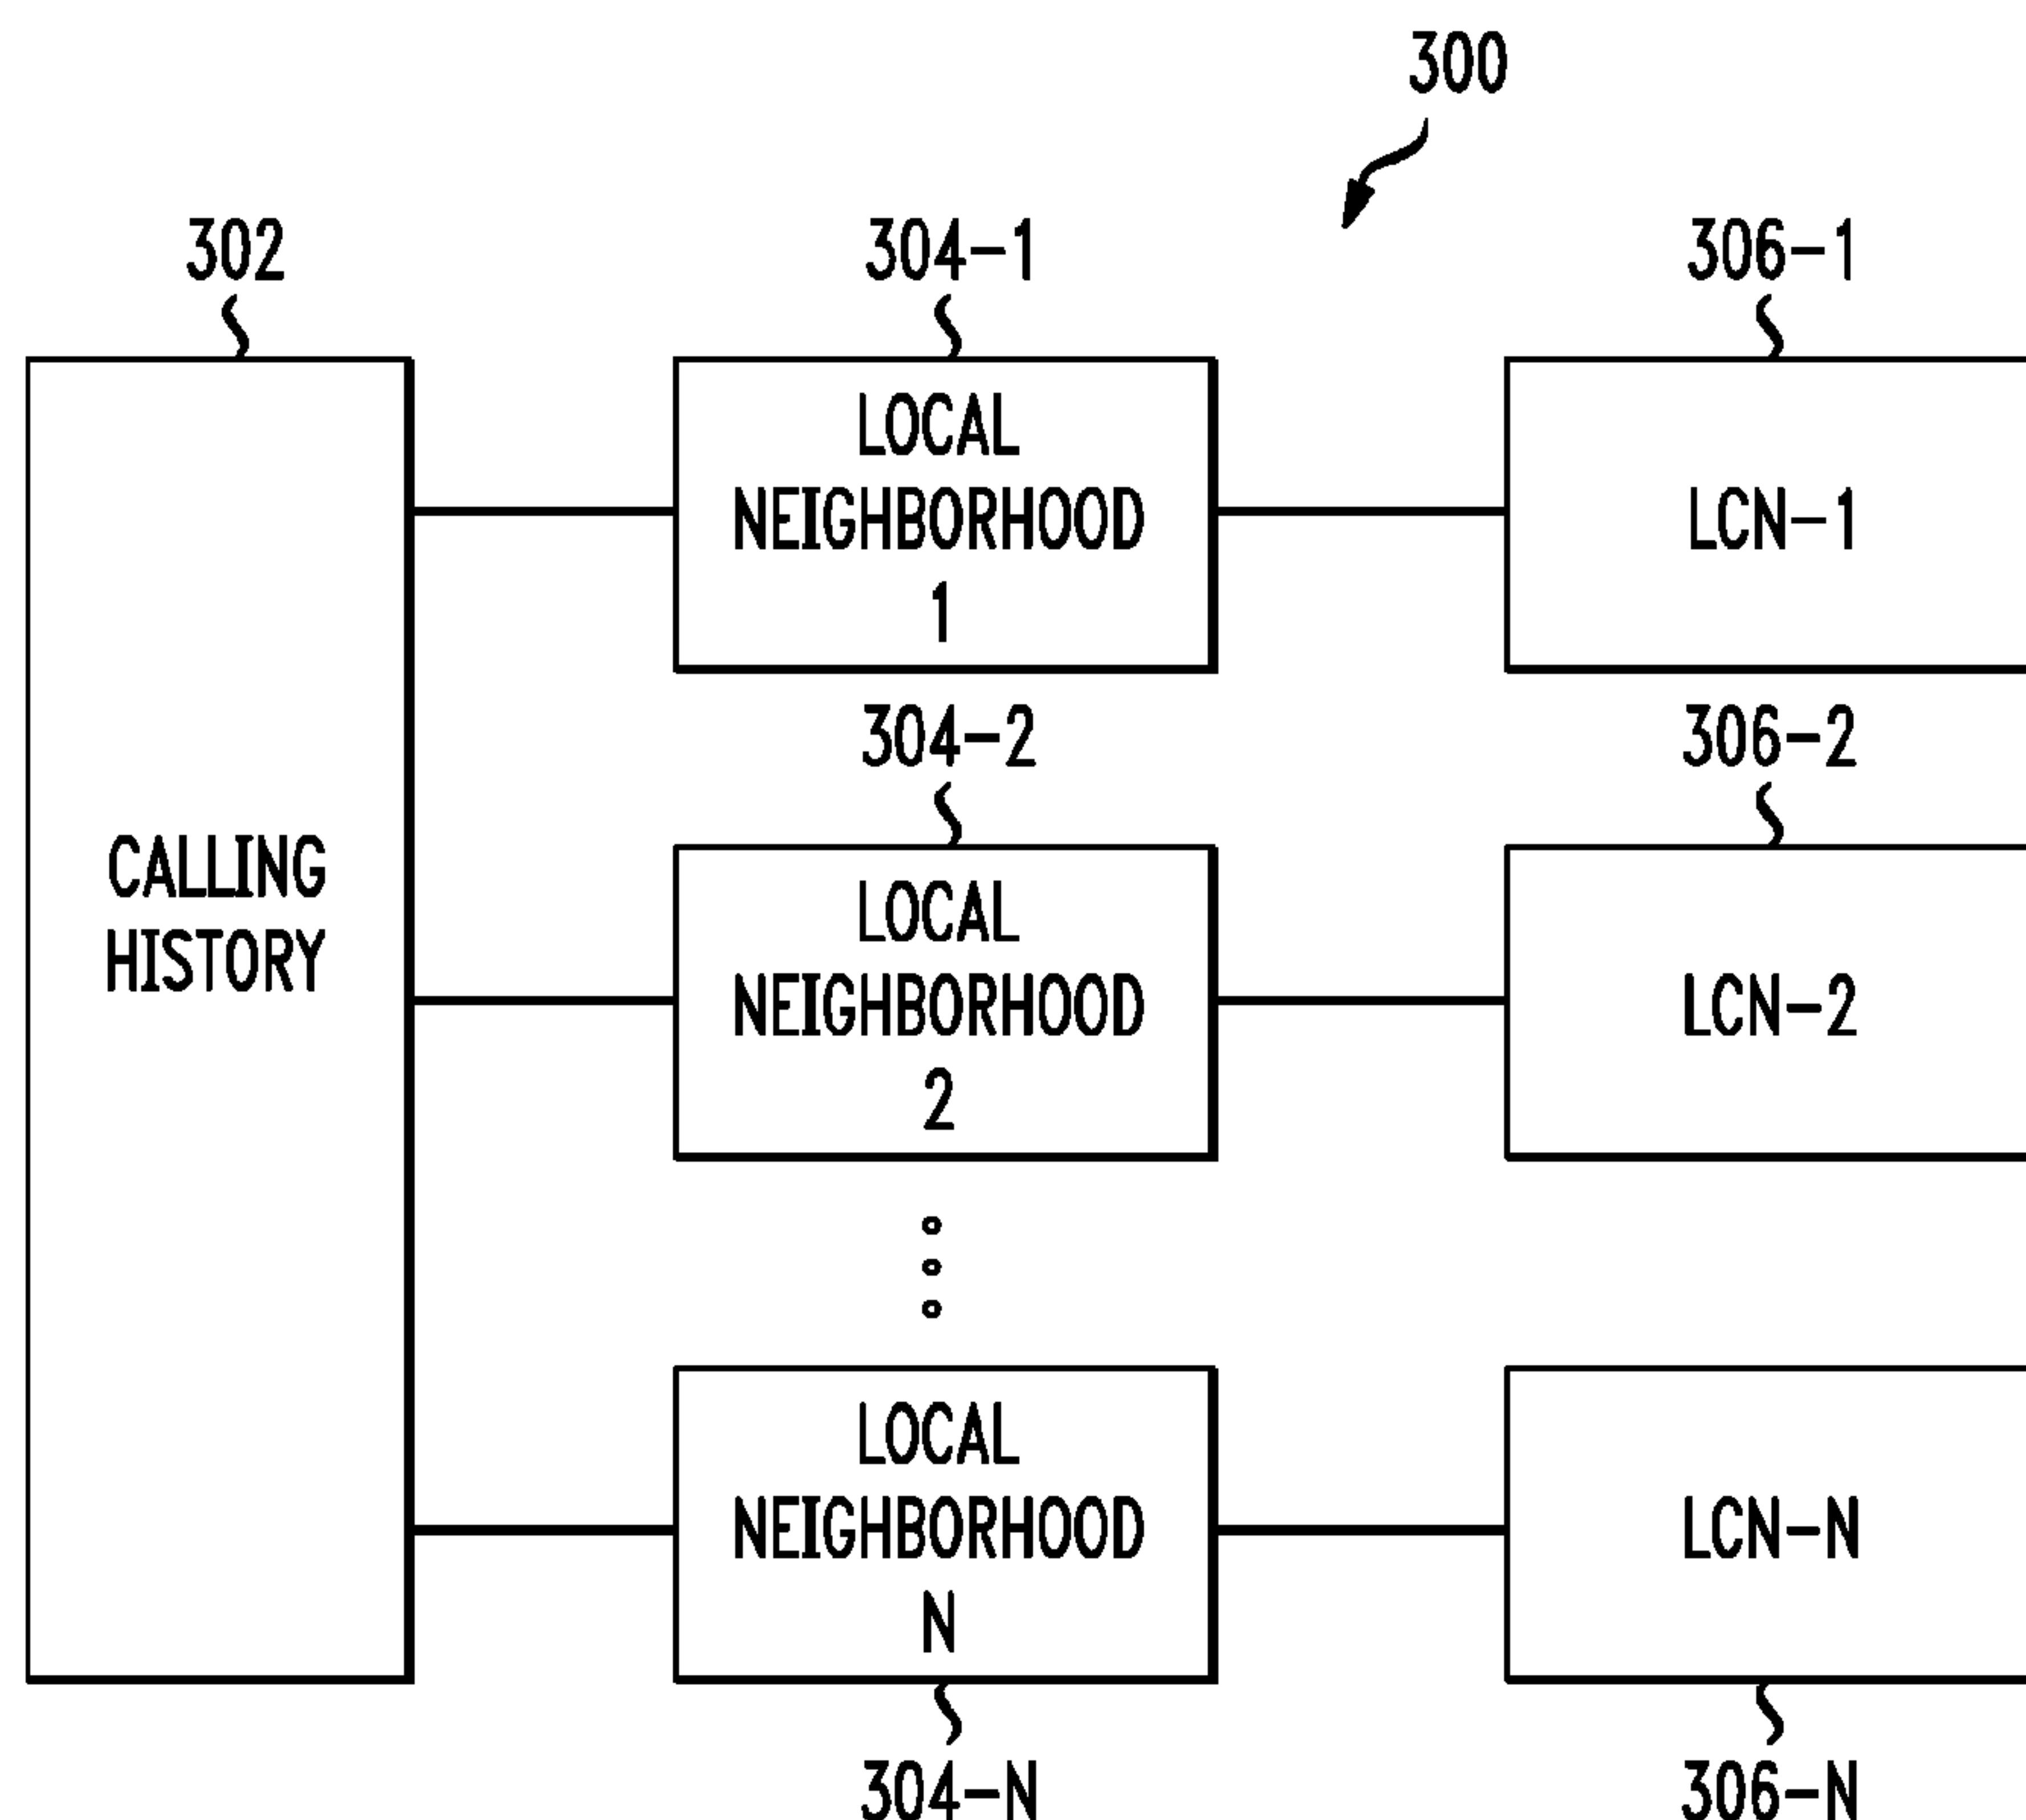 300
302
304-1
306-1
LOCAL
NEIGHBORHOOD
1
LCN-1
304-2
306-2
CALLING
HISTORY
LOCAL
NEIGHBORHOOD
2
LCN-2
LOCAL
NEIGHBORHOOD
N
LCN-N
304-N
306-N